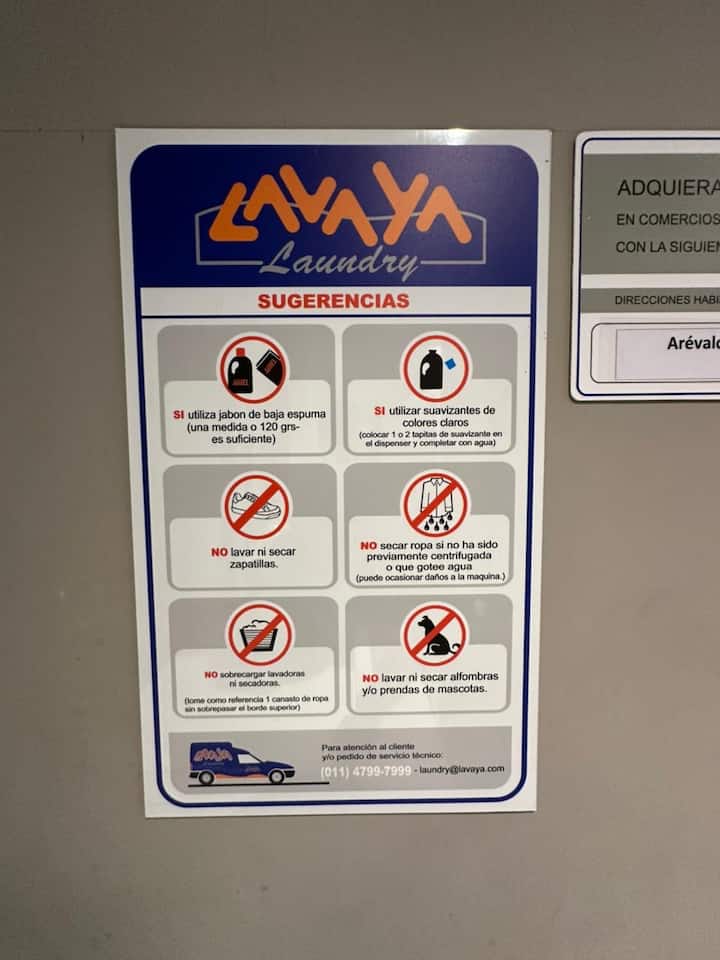 LAVAYA
Laundry
SUGERENCIAS
SI utiliza jabon de baja espuma
(una medida o 120 grs-
es suficiente)
SI utilizar suavizantes de
colores claros
(colocar 1 o 2 tapitas de suavizante en
el dispenser y completar con agua)
NO lavar ni secar
zapatillas.
NO secar ropa si no ha sido
previamente centrifugada
o que gotee agua
(puede ocasionar daños a la maquina.)
NO sobrecargar lavadoras
ni secadoras.
(tome como referencia 1 canasto de ropa
sin sobrepasar el borde superior)
NO lavar ni secar alfombras
y/o prendas de mascotas.
LAVAYA
Para atención al cliente
y/o pedido de servicio técnico:
(011) 4799-7999 - laundry@lavaya.com
ADQUIERA
EN COMERCIOS
CON LA SIGUIEN
DIRECCIONES HABI
Arévalo